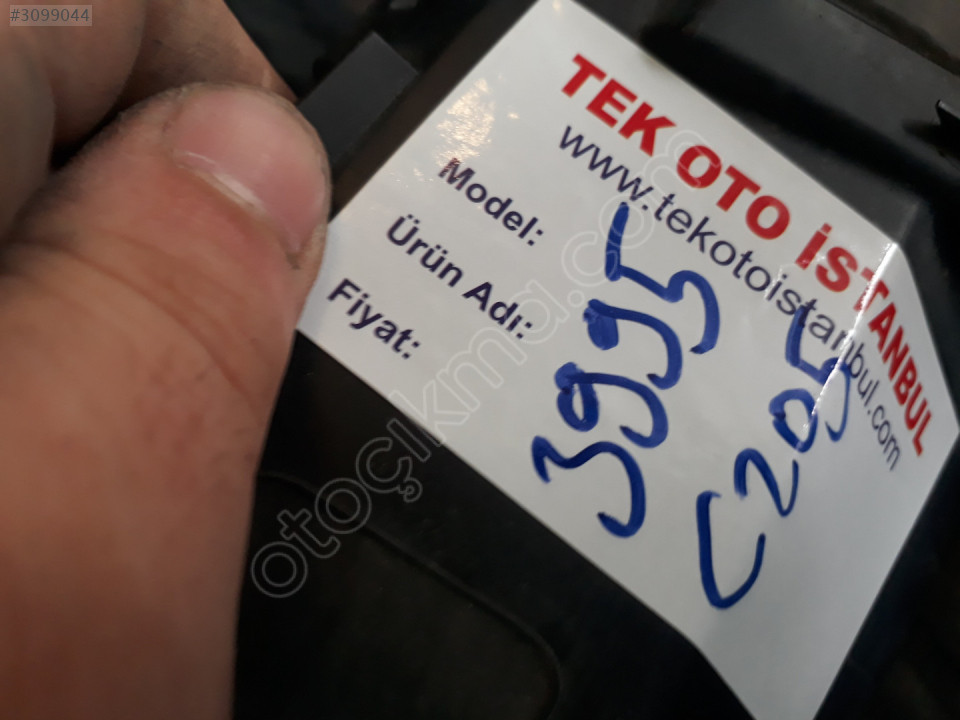 #3099044
TEK OTO İSTANBUL
www.tekotoistanbul.com
Model:
Ürün Adı:
Fiyat:
3995
C205
otoçıkma.com